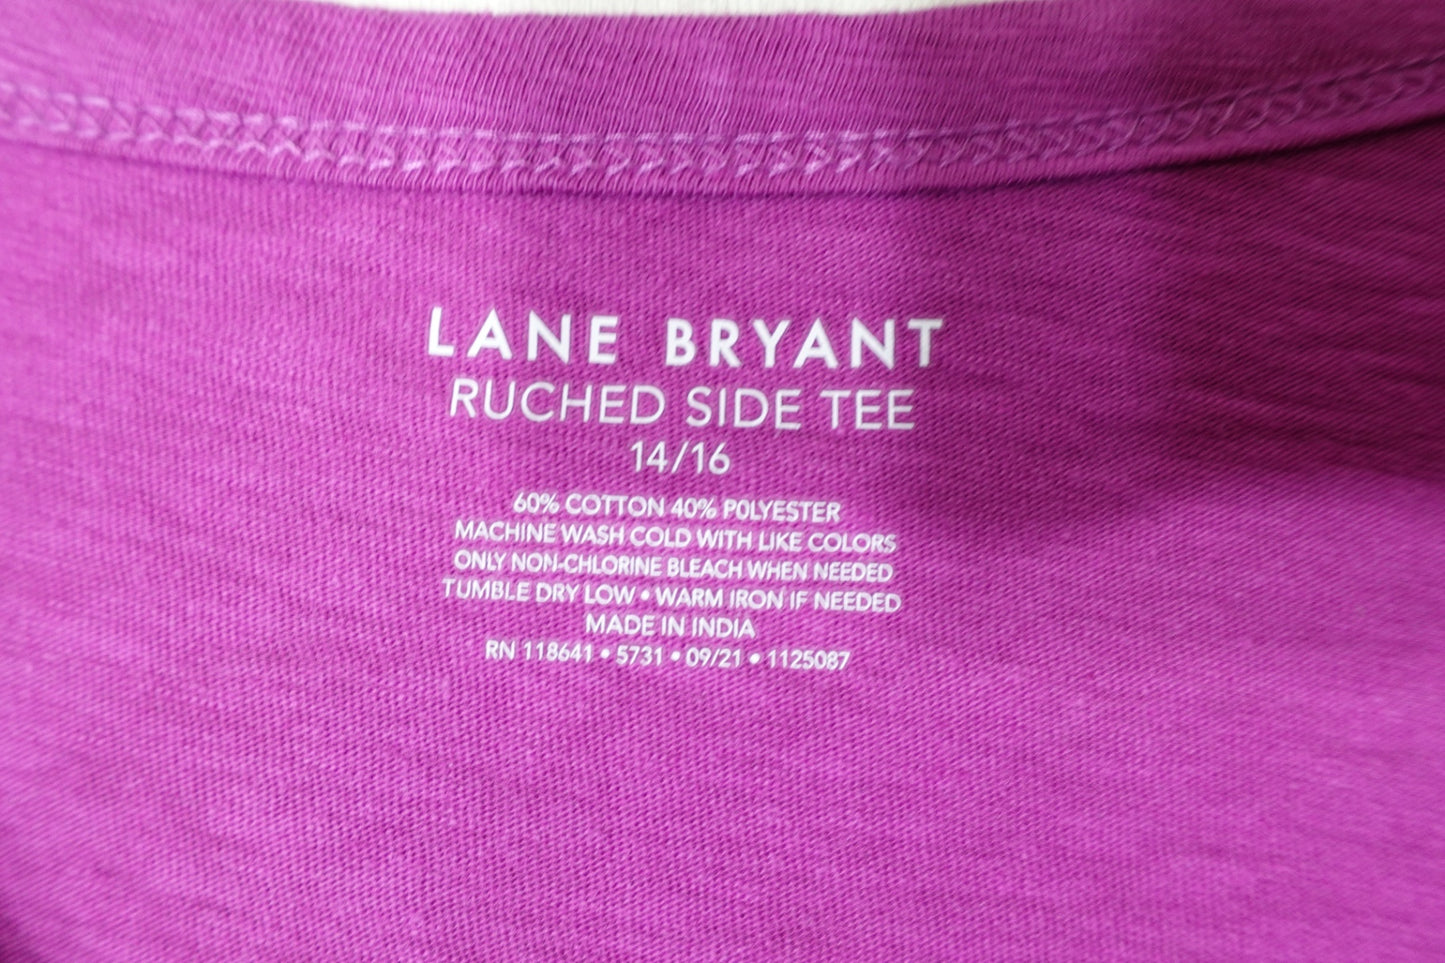 LANE BRYANT
RUCHED SIDE TEE
14/16
60% COTTON 40% POLYESTER
MACHINE WASH COLD WITH LIKE COLORS
ONLY NON-CHLORINE BLEACH WHEN NEEDED
TUMBLE DRY LOW • WARM IRON IF NEEDED
MADE IN INDIA
RN 118641 • 5731 • 09/21 • 1125087